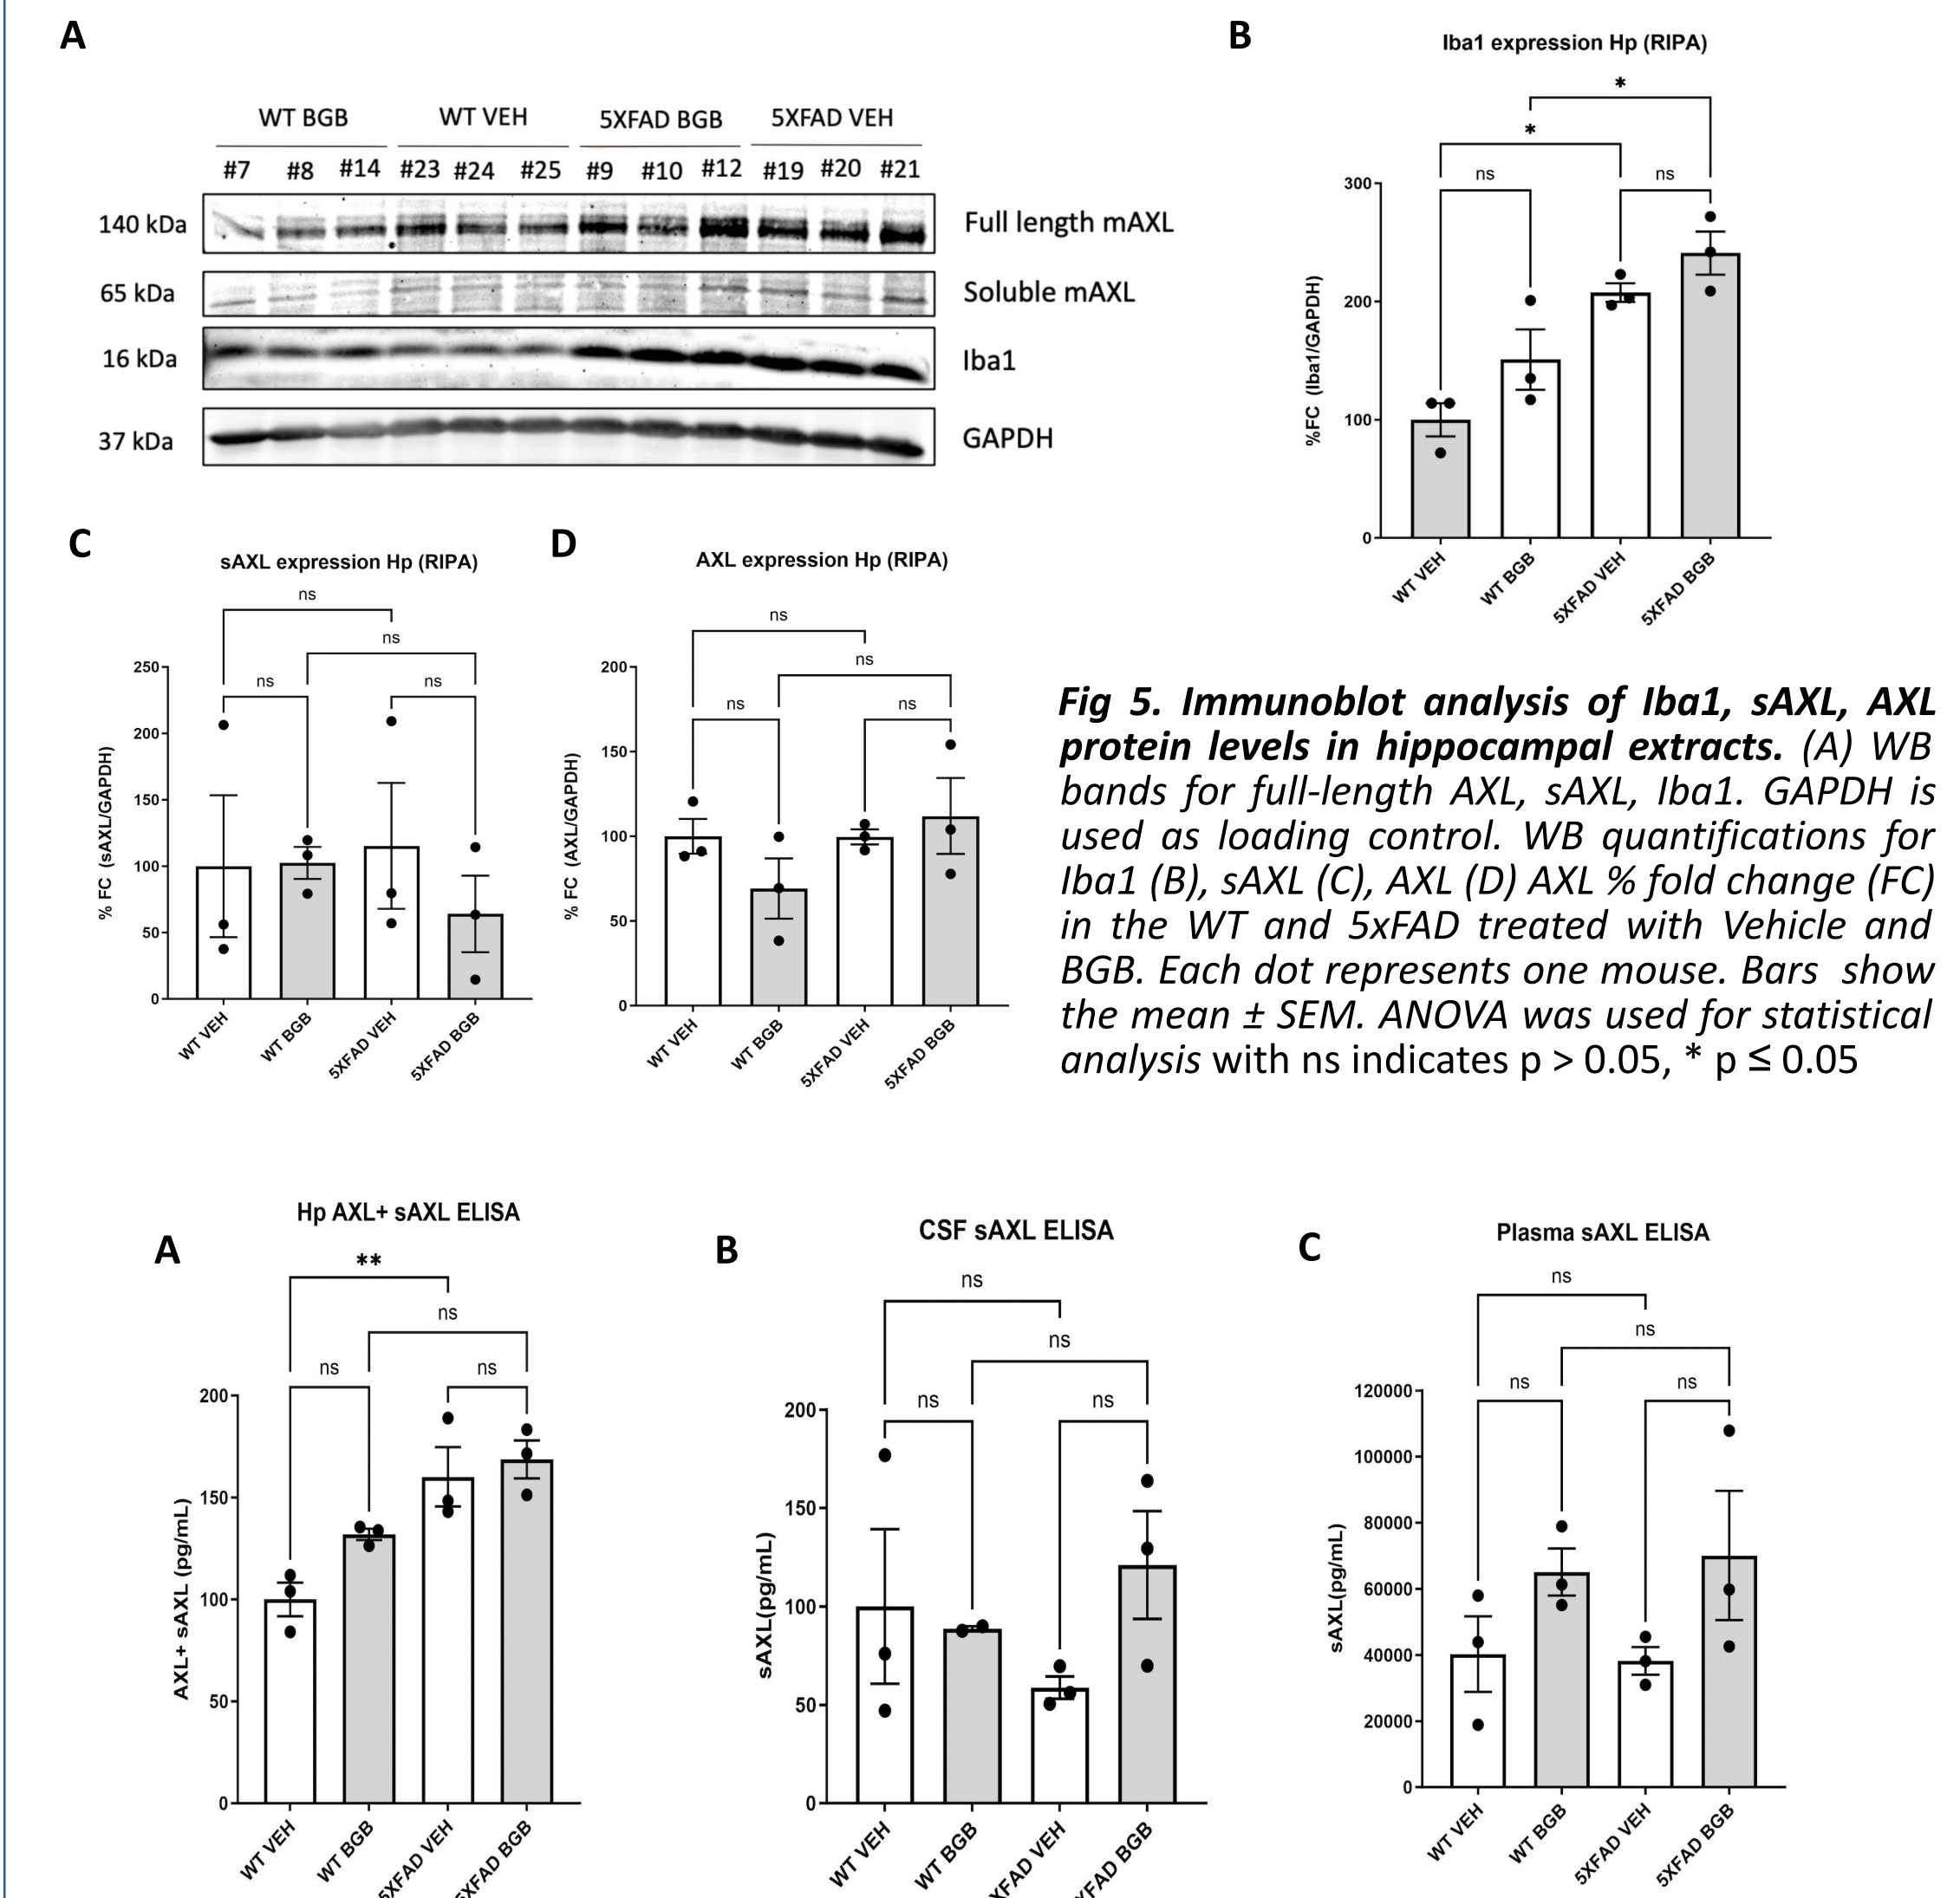 A
WT BGB
WT VEH
5XFAD BGB
5XFAD VEH
#7 #8 #14 #23 #24 #25 #9 #10 #12 #19 #20 #21
140 kDa
Full length mAXL
65 kDa
Soluble mAXL
16 kDa
Iba1
37 kDa
GAPDH
B
Iba1 expression Hp (RIPA)
*
*
ns
ns
%FC (Iba1/GAPDH)
300
200
100
0
WT VEH
WT BGB
5XFAD VEH
5XFAD BGB
C
sAXL expression Hp (RIPA)
ns
ns
ns
ns
% FC (sAXL/GAPDH)
250
200
150
100
50
0
WT VEH
WT BGB
5XFAD VEH
5XFAD BGB
D
AXL expression Hp (RIPA)
ns
ns
ns
ns
% FC (AXL/GAPDH)
200
150
100
50
0
WT VEH
WT BGB
5XFAD VEH
5XFAD BGB
Fig 5. Immunoblot analysis of Iba1, sAXL, AXL
protein levels in hippocampal extracts. (A) WB
bands for full-length AXL, sAXL, Iba1. GAPDH is
used as loading control. WB quantifications for
Iba1 (B), sAXL (C), AXL (D) AXL % fold change (FC)
in the WT and 5xFAD treated with Vehicle and
BGB. Each dot represents one mouse. Bars show
the mean ± SEM. ANOVA was used for statistical
analysis with ns indicates p > 0.05, * p ≤ 0.05
A
Hp AXL+ sAXL ELISA
**
ns
ns
ns
AXL+ sAXL (pg/mL)
200
150
100
50
0
WT VEH
WT BGB
5XFAD VEH
5XFAD BGB
B
CSF sAXL ELISA
ns
ns
ns
ns
sAXL(pg/mL)
200
150
100
50
0
WT VEH
WT BGB
XFAD VEH
XFAD BGB
C
Plasma sAXL ELISA
ns
ns
ns
ns
sAXL(pg/mL)
120000
100000
80000
60000
40000
20000
0
WT VEH
WT BGB
5XFAD VEH
5XFAD BGB